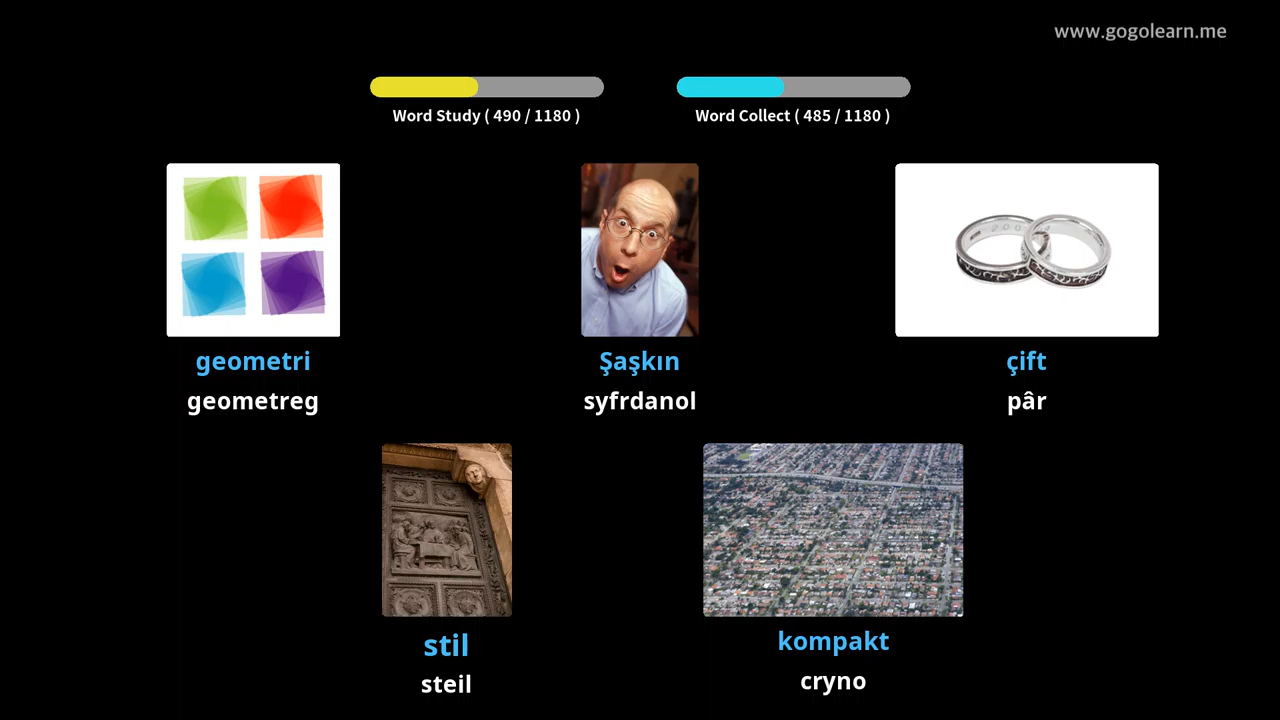 www.gogolearn.me
Word Study ( 490 / 1180 )
Word Collect ( 485 / 1180 )
geometri
geometreg
Şaşkın
syfrdanol
çift
pâr
stil
steil
kompakt
cryno